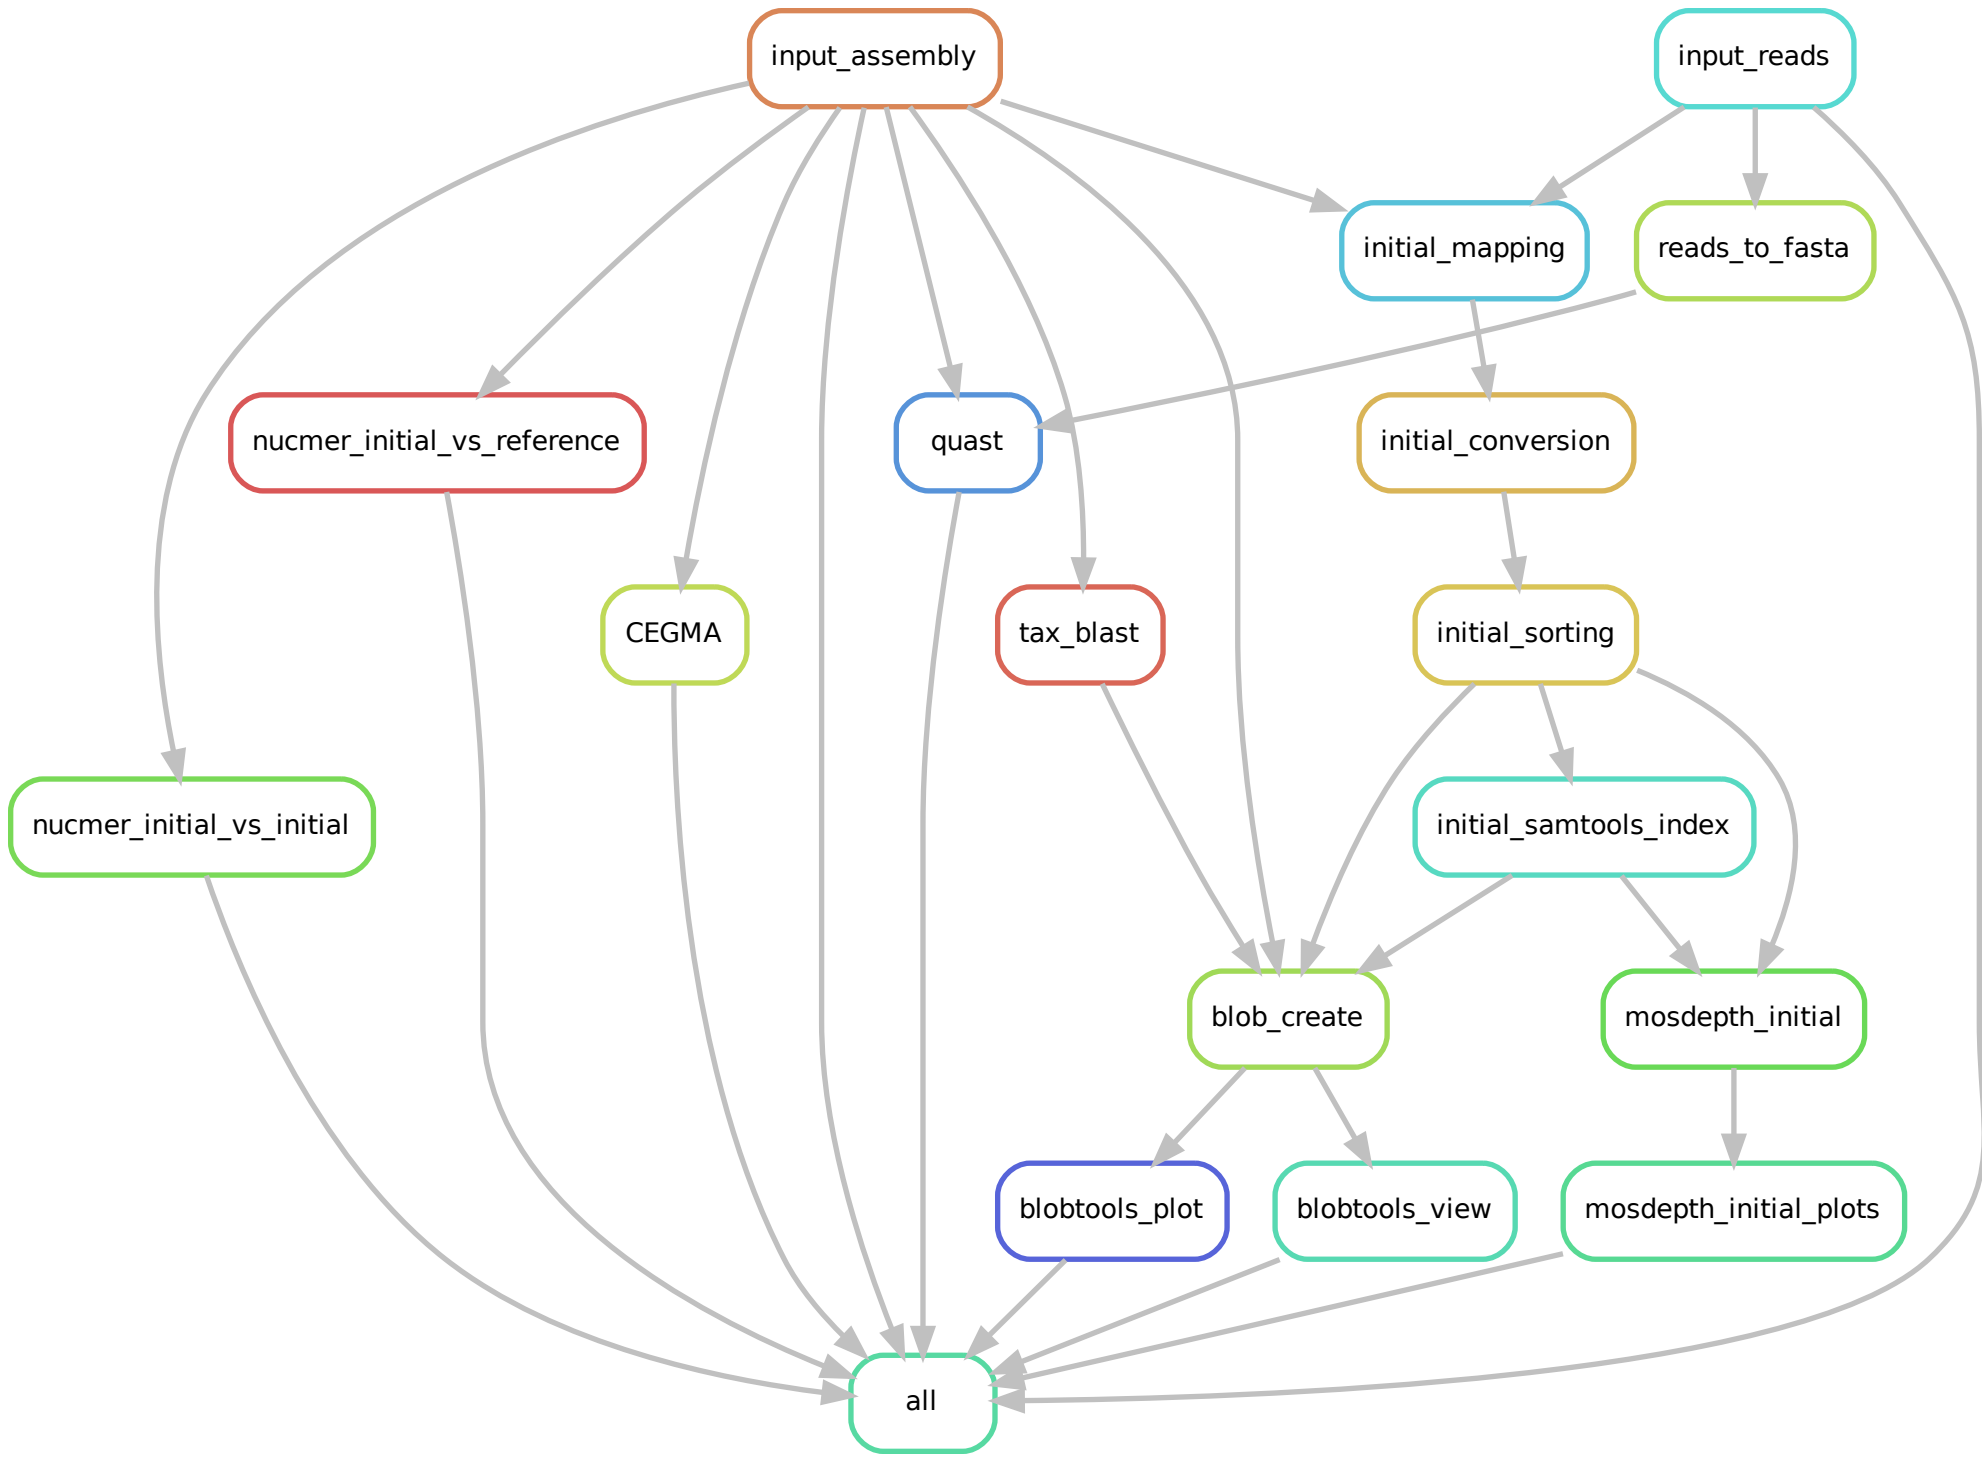 input_assembly
input_reads
initial_mapping
reads_to_fasta
nucmer_initial_vs_reference
quast
initial_conversion
CEGMA
tax_blast
initial_sorting
nucmer_initial_vs_initial
initial_samtools_index
blob_create
mosdepth_initial
blobtools_plot
blobtools_view
mosdepth_initial_plots
all